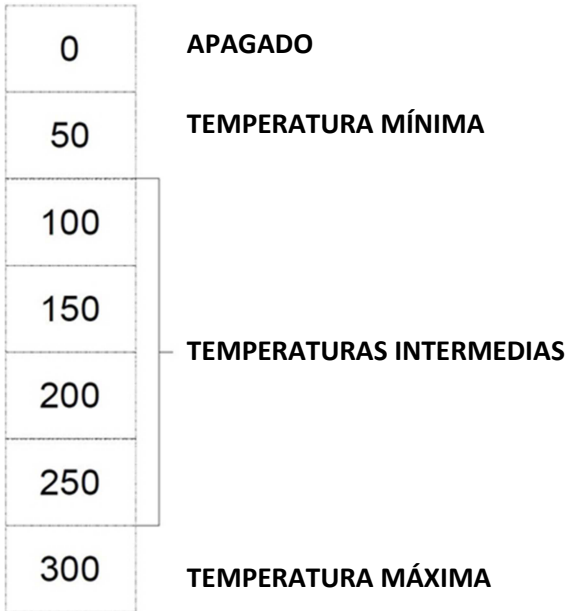 0 APAGADO
50 TEMPERATURA MÍNIMA
100
150
TEMPERATURAS INTERMEDIAS
200
250
300 TEMPERATURA MÁXIMA